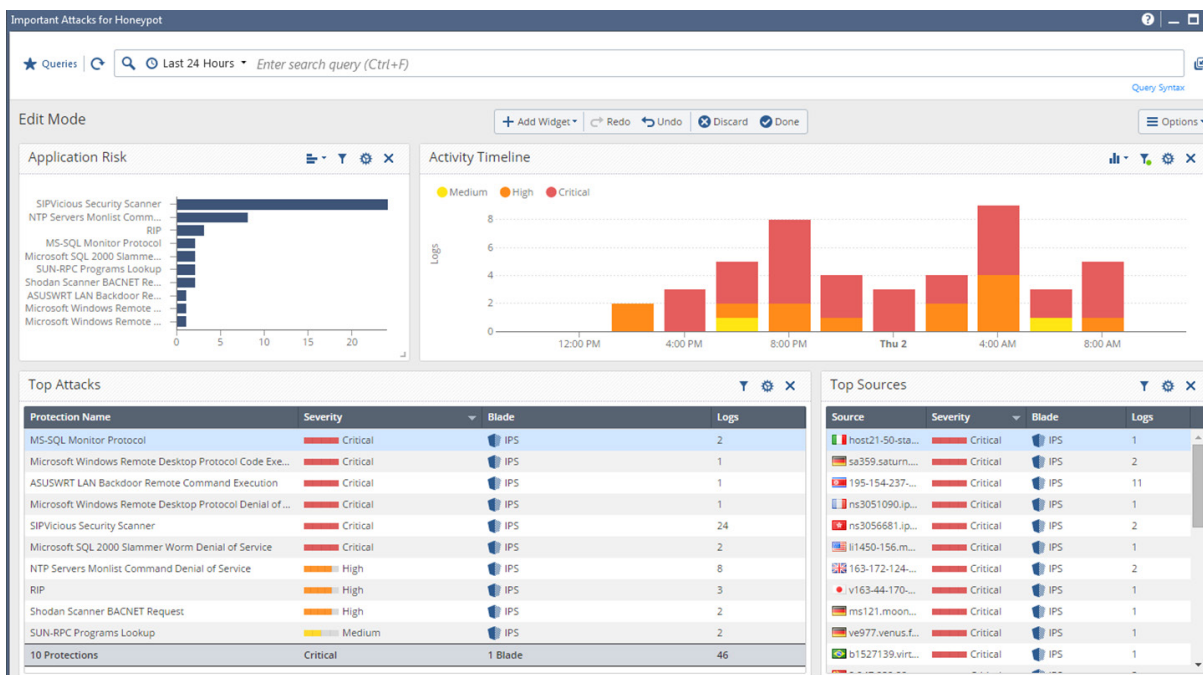 Important Attacks for Honeypot
Queries Last 24 Hours Enter search query (Ctrl+F)
Query Syntax
Edit Mode
Add Widget Redo Undo Discard Done Options
Application Risk
SIPVicious Security Scanner
NTP Servers Monlist Comm...
RIP
MS-SQL Monitor Protocol
Microsoft SQL 2000 Slamme...
SUN-RPC Programs Lookup
Shodan Scanner BACNET Re...
ASUSWRT LAN Backdoor Re...
Microsoft Windows Remote ...
Microsoft Windows Remote ...
0 5 10 15 20
Activity Timeline
Medium High Critical
Logs
8
6
4
2
0
12:00 PM 4:00 PM 8:00 PM Thu 2 4:00 AM 8:00 AM
Top Attacks
Protection Name Severity Blade Logs
MS-SQL Monitor Protocol Critical IPS 2
Microsoft Windows Remote Desktop Protocol Code Exe... Critical IPS 1
ASUSWRT LAN Backdoor Remote Command Execution Critical IPS 1
Microsoft Windows Remote Desktop Protocol Denial of ... Critical IPS 1
SIPVicious Security Scanner Critical IPS 24
Microsoft SQL 2000 Slammer Worm Denial of Service Critical IPS 2
NTP Servers Monlist Command Denial of Service High IPS 8
RIP High IPS 3
Shodan Scanner BACNET Request High IPS 2
SUN-RPC Programs Lookup Medium IPS 2
10 Protections Critical 1 Blade 46
Top Sources
Source Severity Blade Logs
host21-50-sta... Critical IPS 1
sa359.saturn.... Critical IPS 2
195-154-237-... Critical IPS 11
ns3051090.ip... Critical IPS 1
ns3056681.ip... Critical IPS 2
li1450-156.m... Critical IPS 1
163-172-124-... Critical IPS 2
v163-44-170-... Critical IPS 1
ms121.moon... Critical IPS 1
ve977.venus.f... Critical IPS 1
b1527139.virt... Critical IPS 1